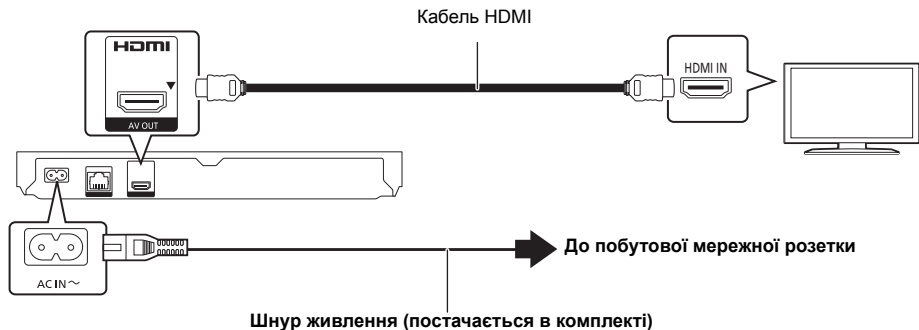 Кабель HDMI
HDMI
AV OUT
HDMI IN
AC IN ~
До побутової мережної розетки
Шнур живлення (постачається в комплекті)